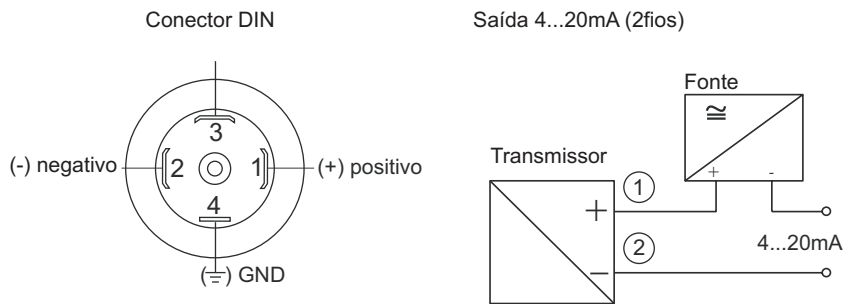 Conector DIN
3
(-) negativo
2
1
(+) positivo
4
(⏚) GND
Saída 4...20mA (2fios)
Fonte
≅
+ -
Transmissor
+
1
2
−
4...20mA